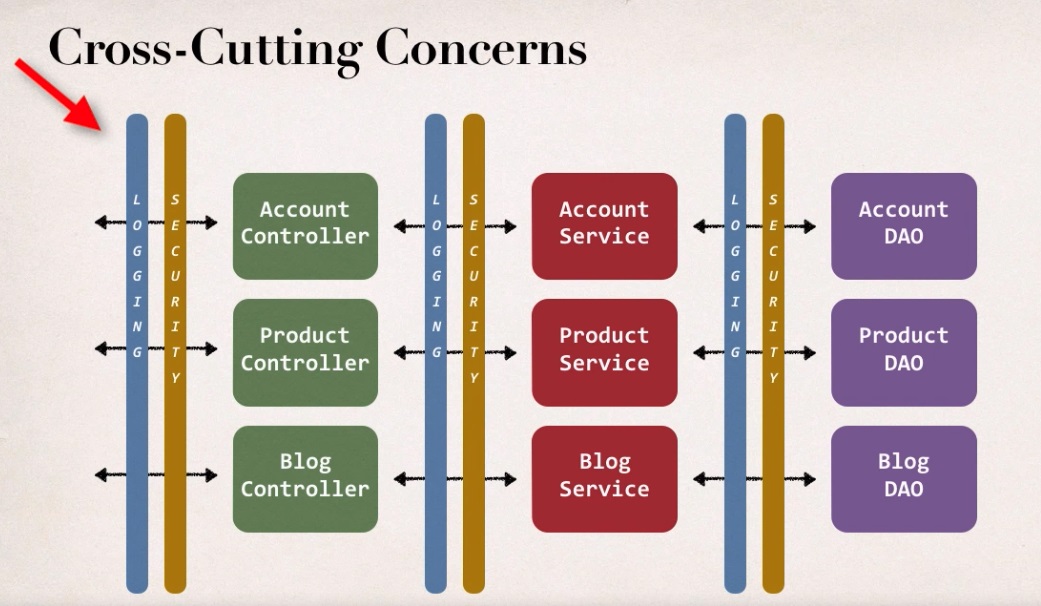 Cross-Cutting Concerns
LOGGING
SECURITY
Account
Controller
Product
Controller
Blog
Controller
LOGGING
SECURITY
Account
Service
Product
Service
Blog
Service
LOGGING
SECURITY
Account
DAO
Product
DAO
Blog
DAO